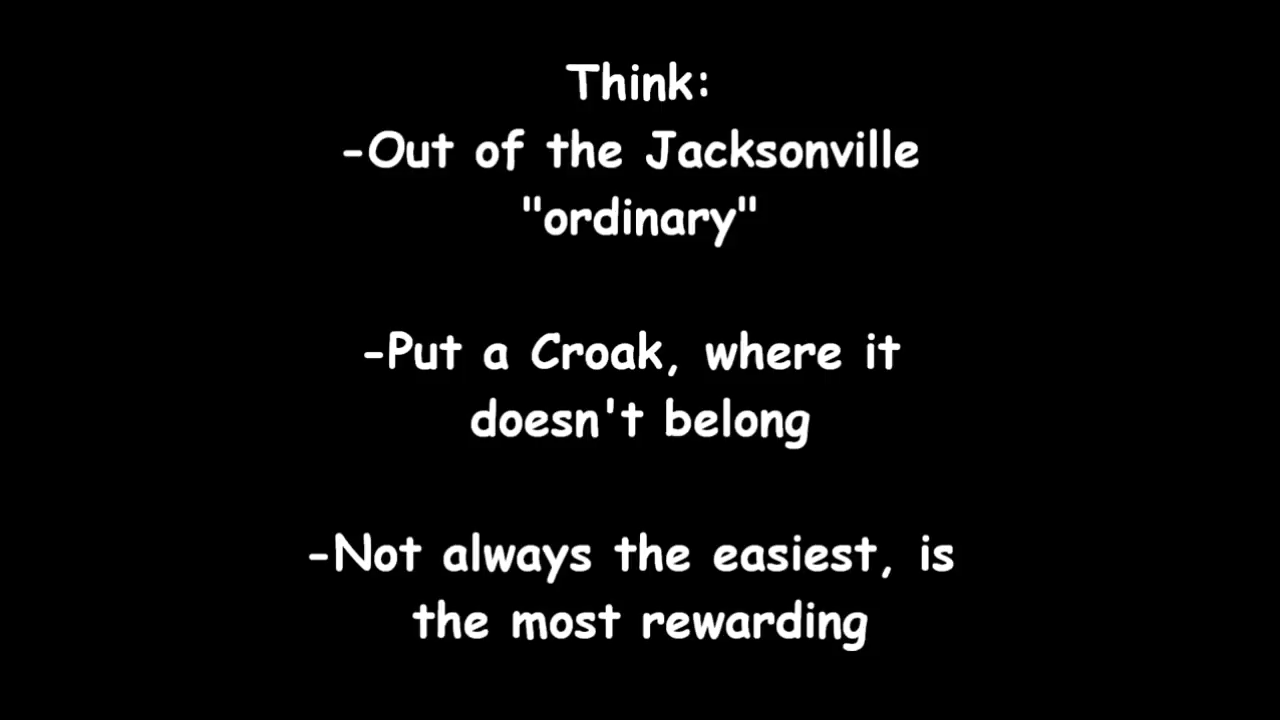 Think:
-Out of the Jacksonville
"ordinary"
-Put a Croak, where it
doesn't belong
-Not always the easiest, is
the most rewarding